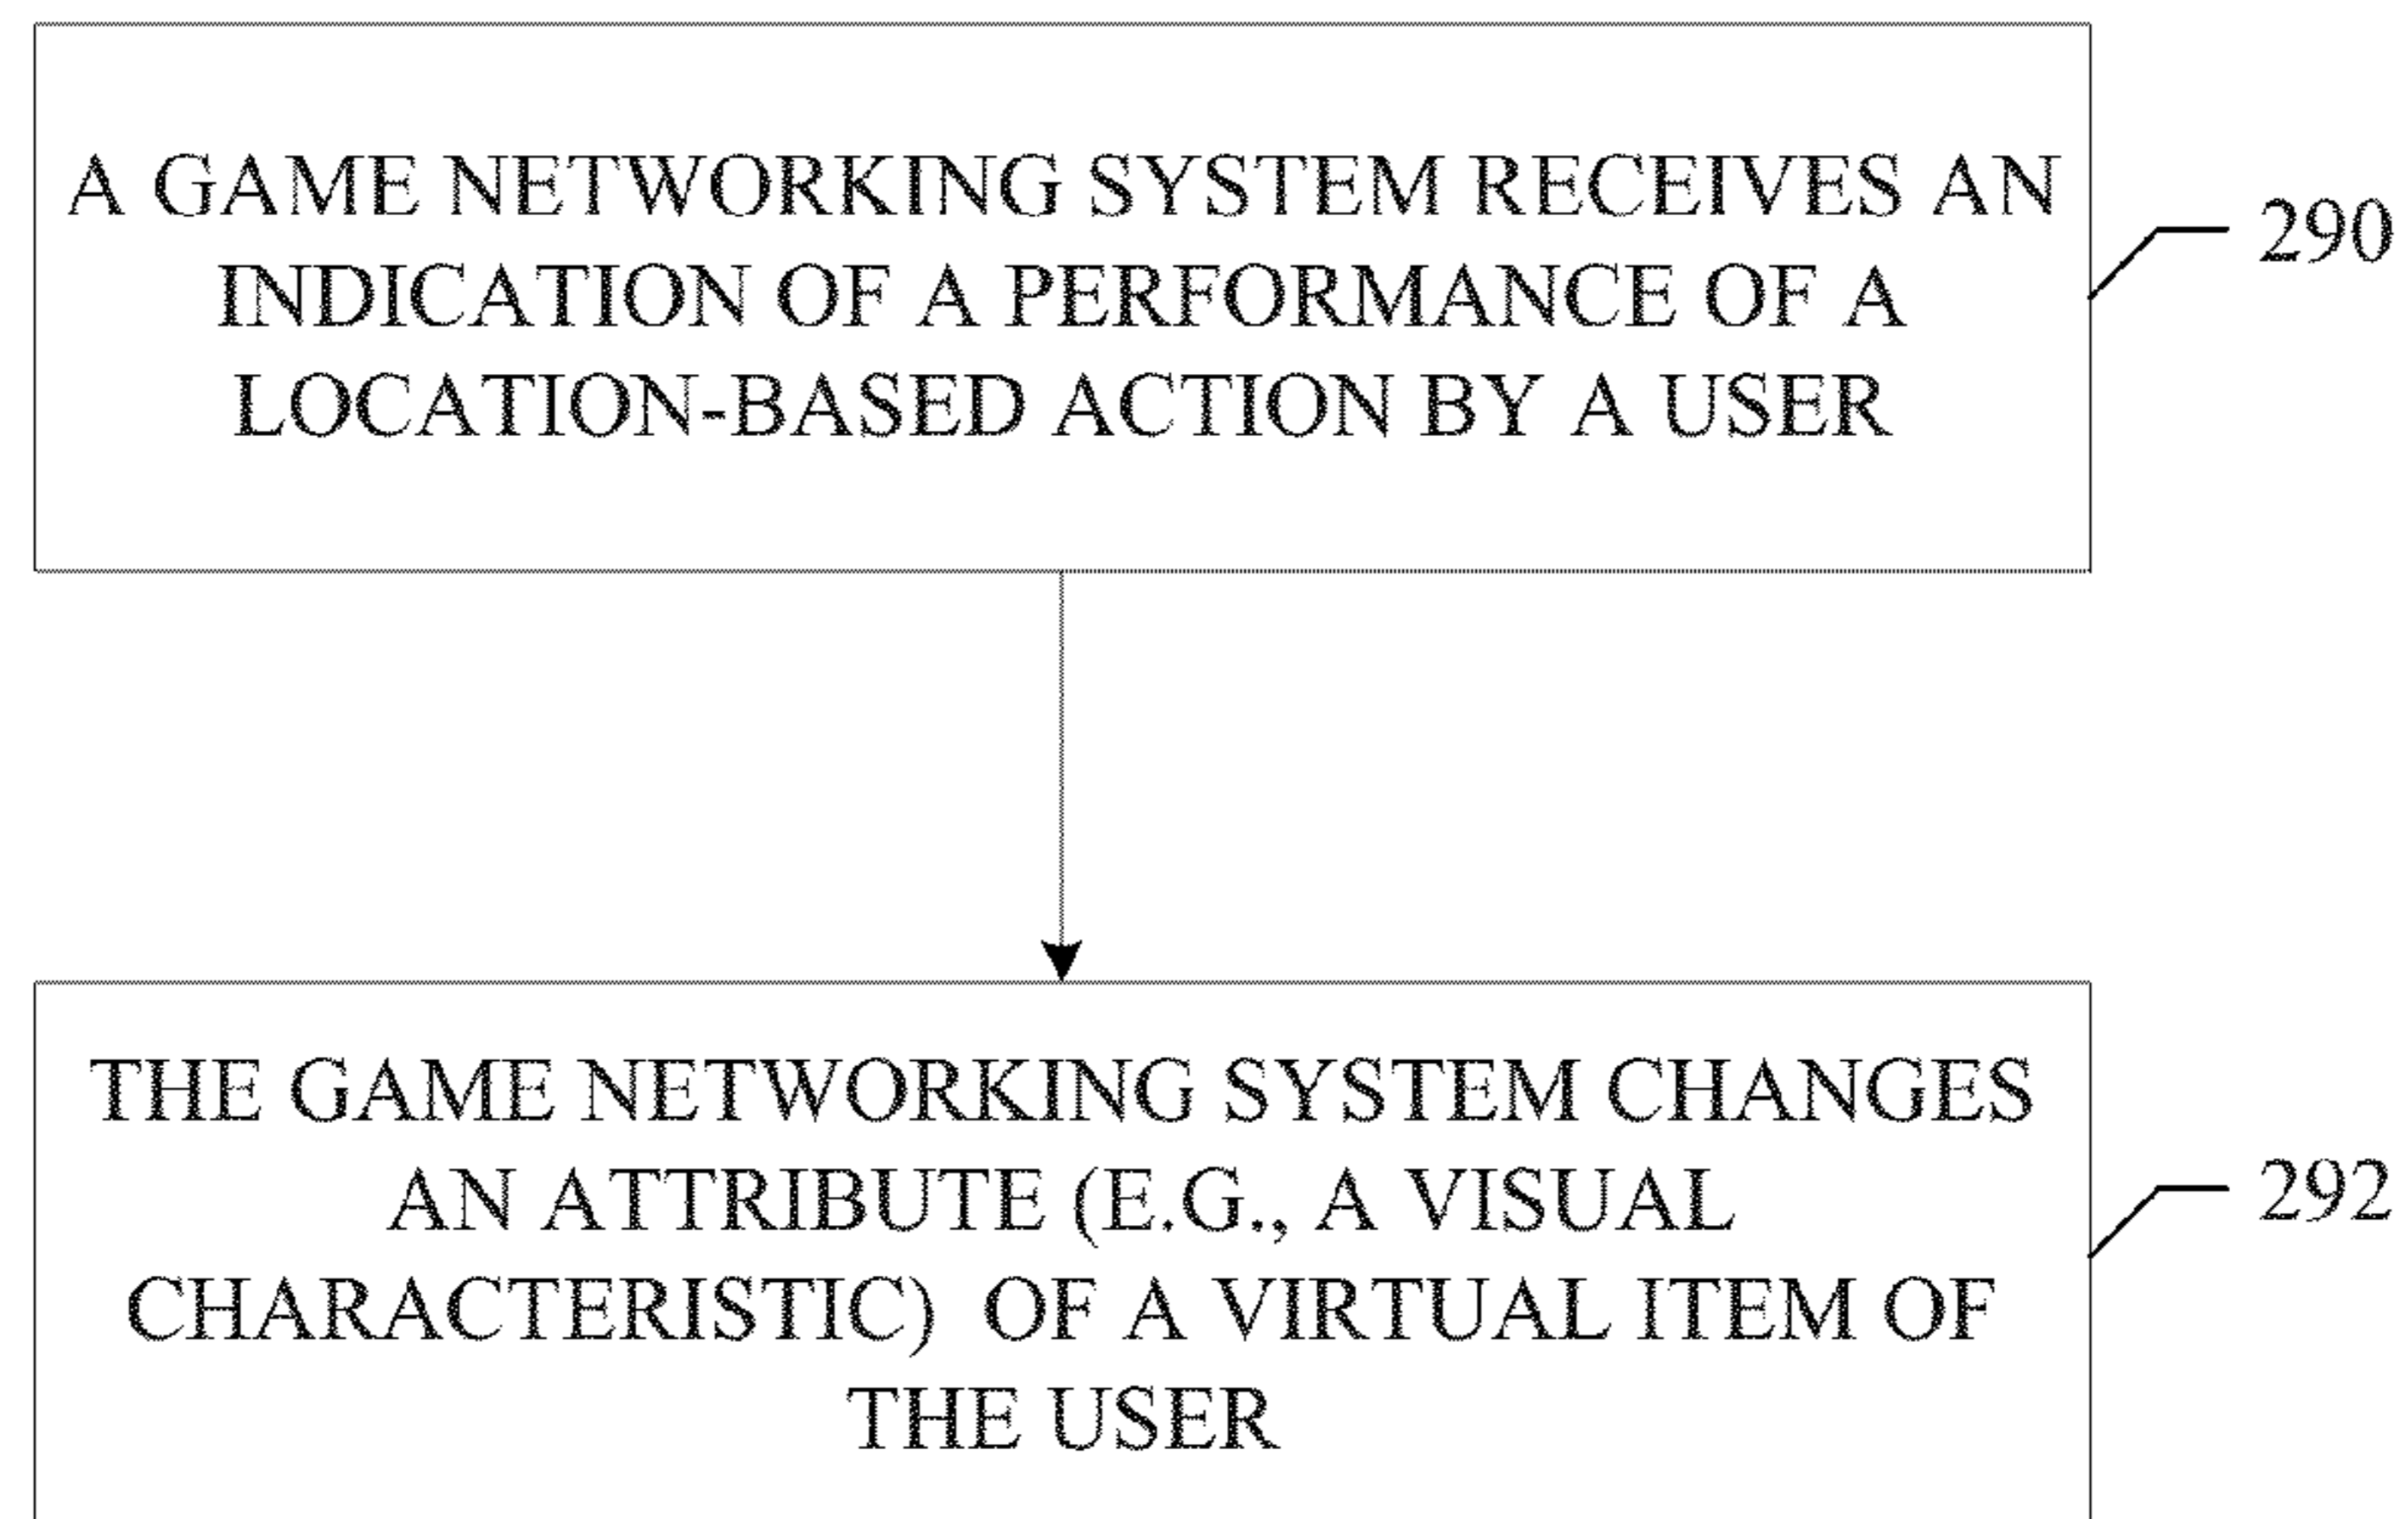 A GAME NETWORKING SYSTEM RECEIVES AN
INDICATION OF A PERFORMANCE OF A
LOCATION-BASED ACTION BY A USER
290
THE GAME NETWORKING SYSTEM CHANGES
AN ATTRIBUTE (E.G., A VISUAL
CHARACTERISTIC) OF A VIRTUAL ITEM OF
THE USER
292